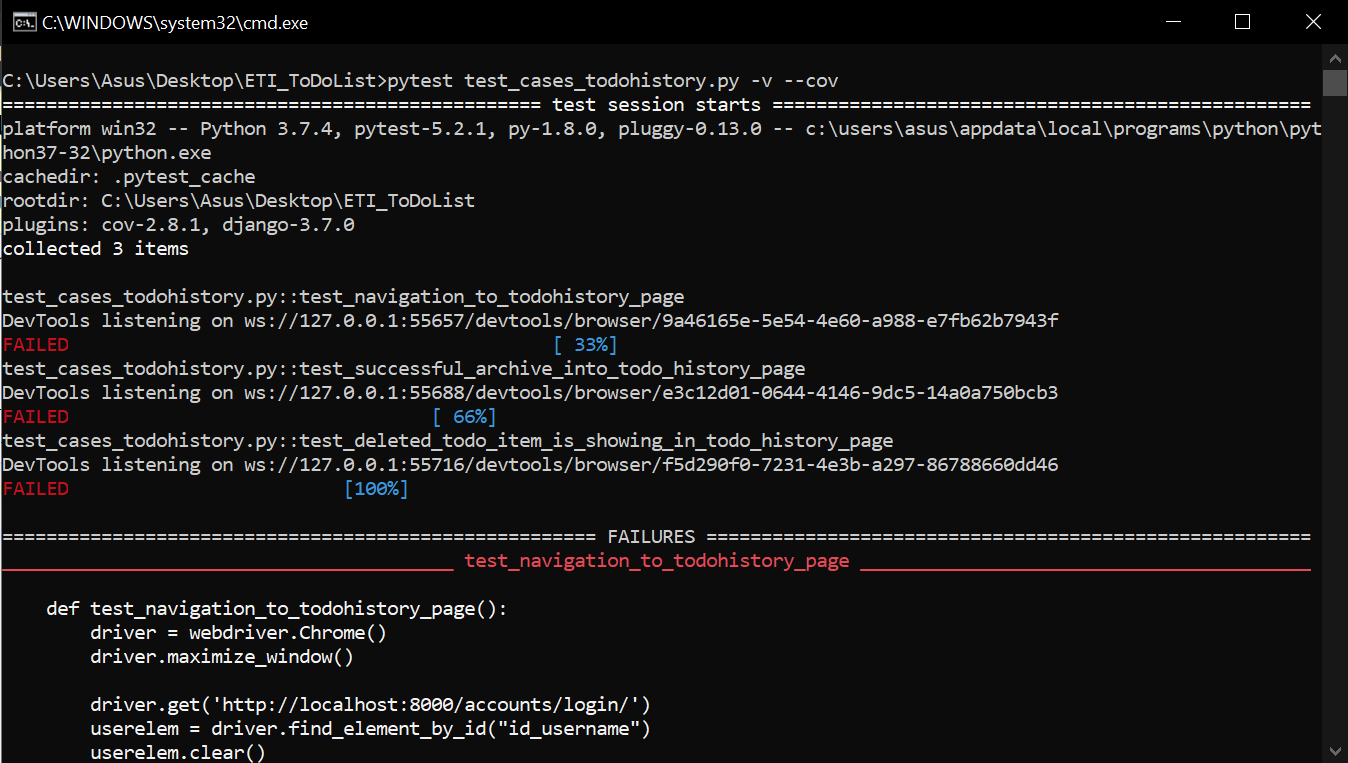 C:\WINDOWS\system32\cmd.exe
C:\Users\Asus\Desktop\ETI_ToDoList>pytest test_cases_todohistory.py -v --cov
================================================= test session starts =================================================
platform win32 -- Python 3.7.4, pytest-5.2.1, py-1.8.0, pluggy-0.13.0 -- c:\users\asus\appdata\local\programs\python\pyt
hon37-32\python.exe
cachedir: .pytest_cache
rootdir: C:\Users\Asus\Desktop\ETI_ToDoList
plugins: cov-2.8.1, django-3.7.0
collected 3 items

test_cases_todohistory.py::test_navigation_to_todohistory_page
DevTools listening on ws://127.0.0.1:55657/devtools/browser/9a46165e-5e54-4e60-a988-e7fb62b7943f
FAILED                                            [ 33%]
test_cases_todohistory.py::test_successful_archive_into_todo_history_page
DevTools listening on ws://127.0.0.1:55688/devtools/browser/e3c12d01-0644-4146-9dc5-14a0a750bcb3
FAILED                                 [ 66%]
test_cases_todohistory.py::test_deleted_todo_item_is_showing_in_todo_history_page
DevTools listening on ws://127.0.0.1:55716/devtools/browser/f5d290f0-7231-4e3b-a297-86788660dd46
FAILED                         [100%]

====================================================== FAILURES =======================================================
_________________________________________ test_navigation_to_todohistory_page _________________________________________

    def test_navigation_to_todohistory_page():
        driver = webdriver.Chrome()
        driver.maximize_window()

        driver.get('http://localhost:8000/accounts/login/')
        userelem = driver.find_element_by_id("id_username")
        userelem.clear()